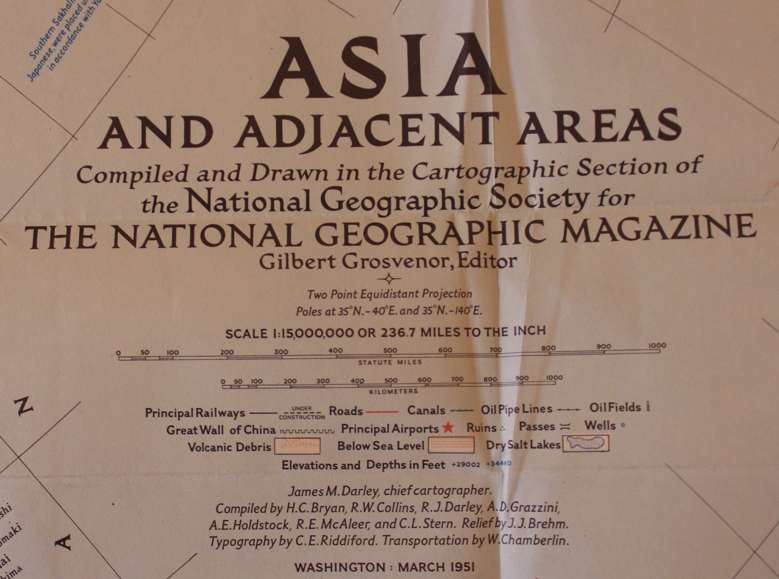 Southern Sakhalin
Japanese, were placed
in accordance with
ASIA
AND ADJACENT AREAS
Compiled and Drawn in the Cartographic Section of
the National Geographic Society for
THE NATIONAL GEOGRAPHIC MAGAZINE
Gilbert Grosvenor, Editor
Two Point Equidistant Projection
Poles at 35°N.-40°E. and 35°N.-140°E.
SCALE 1:15,000,000 OR 236.7 MILES TO THE INCH
0 50 100 200 300 400 500 600 700 800 900 1000
STATUTE MILES
0 50 100 200 300 400 500 600 700 800 900 1000
KILOMETERS
Principal Railways UNDER CONSTRUCTION Roads Canals Oil Pipe Lines Oil Fields
Great Wall of China Principal Airports Ruins Passes Wells
Volcanic Debris Below Sea Level Dry Salt Lakes
Elevations and Depths in Feet +29002 +34440
James M. Darley, chief cartographer.
Compiled by H.C. Bryan, R.W. Collins, R.J. Darley, A.D. Grazzini,
A.E. Holdstock, R.E. McAleer, and C.L. Stern. Relief by J.J. Brehm.
Typography by C.E. Riddiford. Transportation by W. Chamberlin.
WASHINGTON : MARCH 1951
N
A